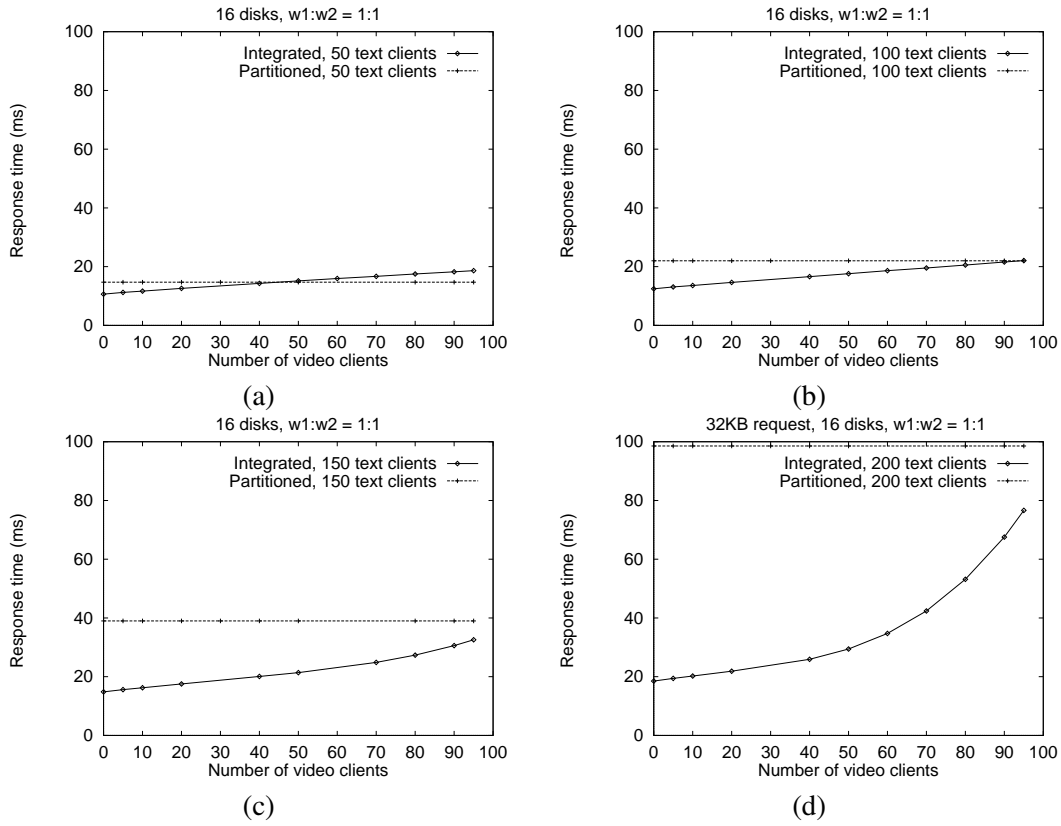 16 disks, w1:w2 = 1:1
100
80
60
40
20
0
Response time (ms)
Integrated, 50 text clients
Partitioned, 50 text clients
0 10 20 30 40 50 60 70 80 90 100
Number of video clients
(a)
16 disks, w1:w2 = 1:1
100
80
60
40
20
0
Response time (ms)
Integrated, 100 text clients
Partitioned, 100 text clients
0 10 20 30 40 50 60 70 80 90 100
Number of video clients
(b)
16 disks, w1:w2 = 1:1
100
80
60
40
20
0
Response time (ms)
Integrated, 150 text clients
Partitioned, 150 text clients
0 10 20 30 40 50 60 70 80 90 100
Number of video clients
(c)
32KB request, 16 disks, w1:w2 = 1:1
100
80
60
40
20
0
Response time (ms)
Integrated, 200 text clients
Partitioned, 200 text clients
0 10 20 30 40 50 60 70 80 90 100
Number of video clients
(d)